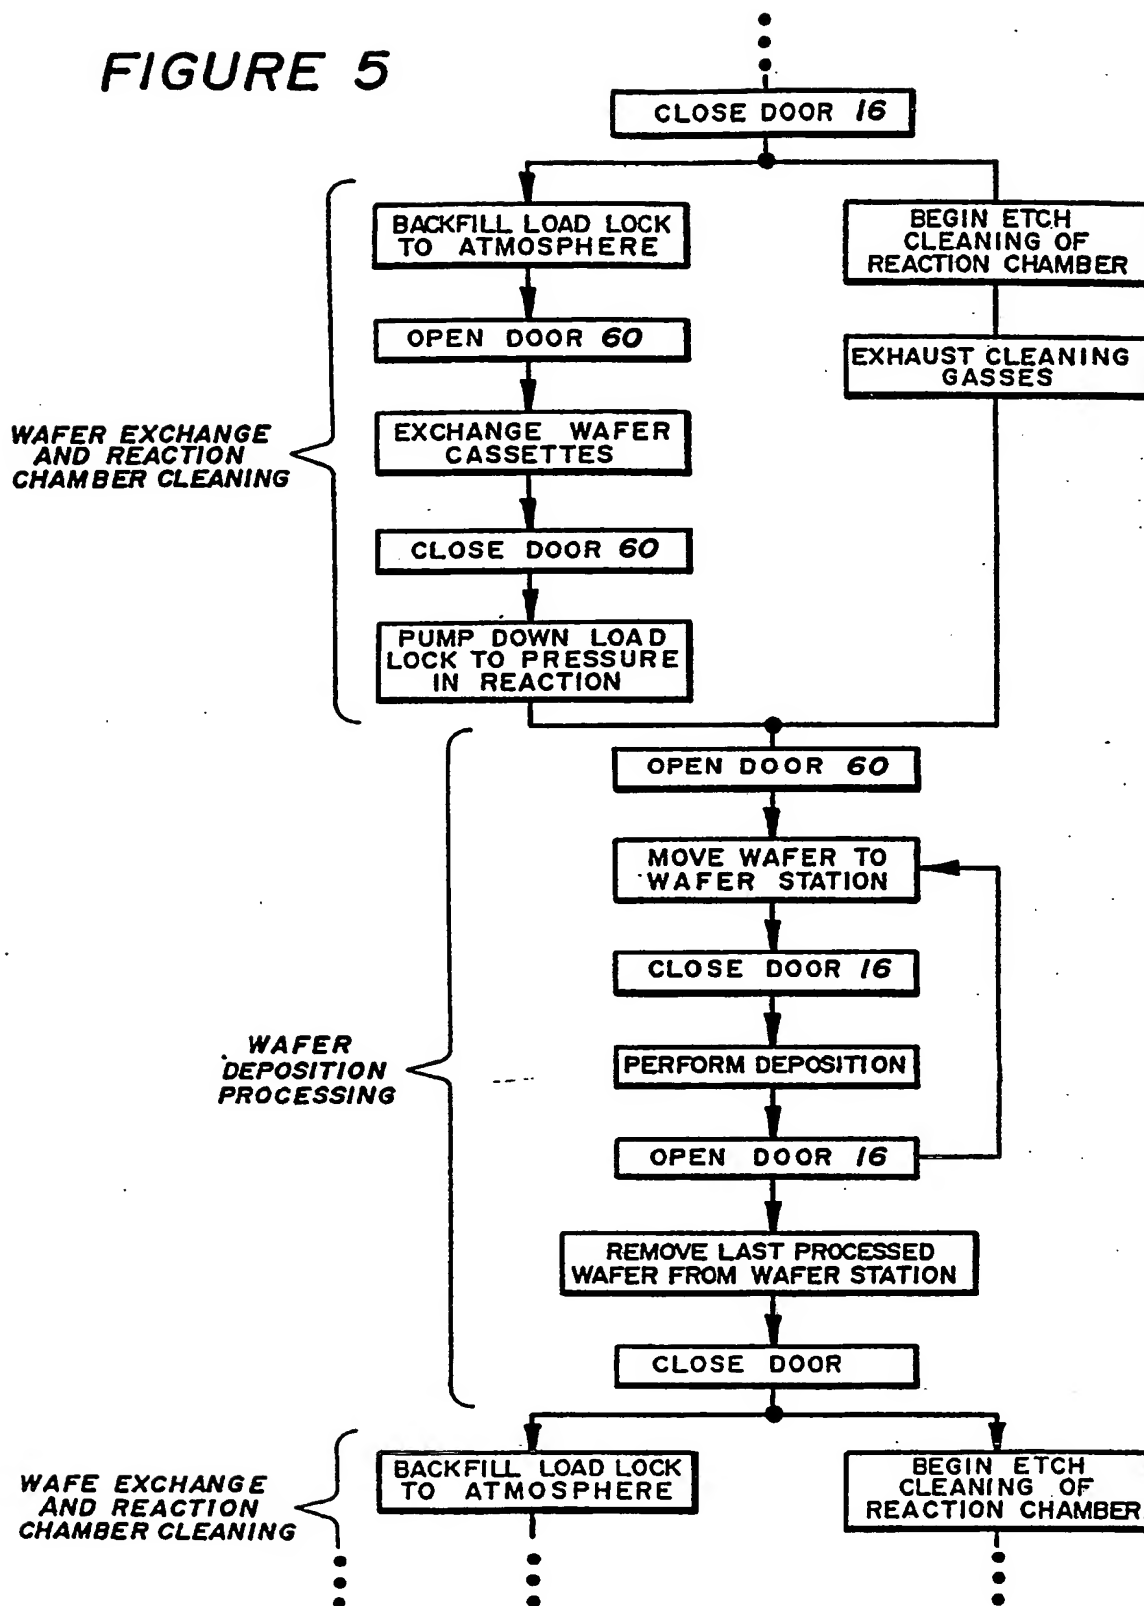 FIGURE 5
CLOSE DOOR 16
BACKFILL LOAD LOCK
TO ATMOSPHERE
OPEN DOOR 60
EXCHANGE WAFER
CASSETTES
CLOSE DOOR 60
PUMP DOWN LOAD
LOCK TO PRESSURE
IN REACTION
BEGIN ETCH
CLEANING OF
REACTION CHAMBER
EXHAUST CLEANING
GASSES
WAFER EXCHANGE
AND REACTION
CHAMBER CLEANING
OPEN DOOR 60
MOVE WAFER TO
WAFER STATION
CLOSE DOOR 16
PERFORM DEPOSITION
OPEN DOOR 16
REMOVE LAST PROCESSED
WAFER FROM WAFER STATION
CLOSE DOOR
WAFER
DEPOSITION
PROCESSING
BACKFILL LOAD LOCK
TO ATMOSPHERE
BEGIN ETCH
CLEANING OF
REACTION CHAMBER
WAFE EXCHANGE
AND REACTION
CHAMBER CLEANING